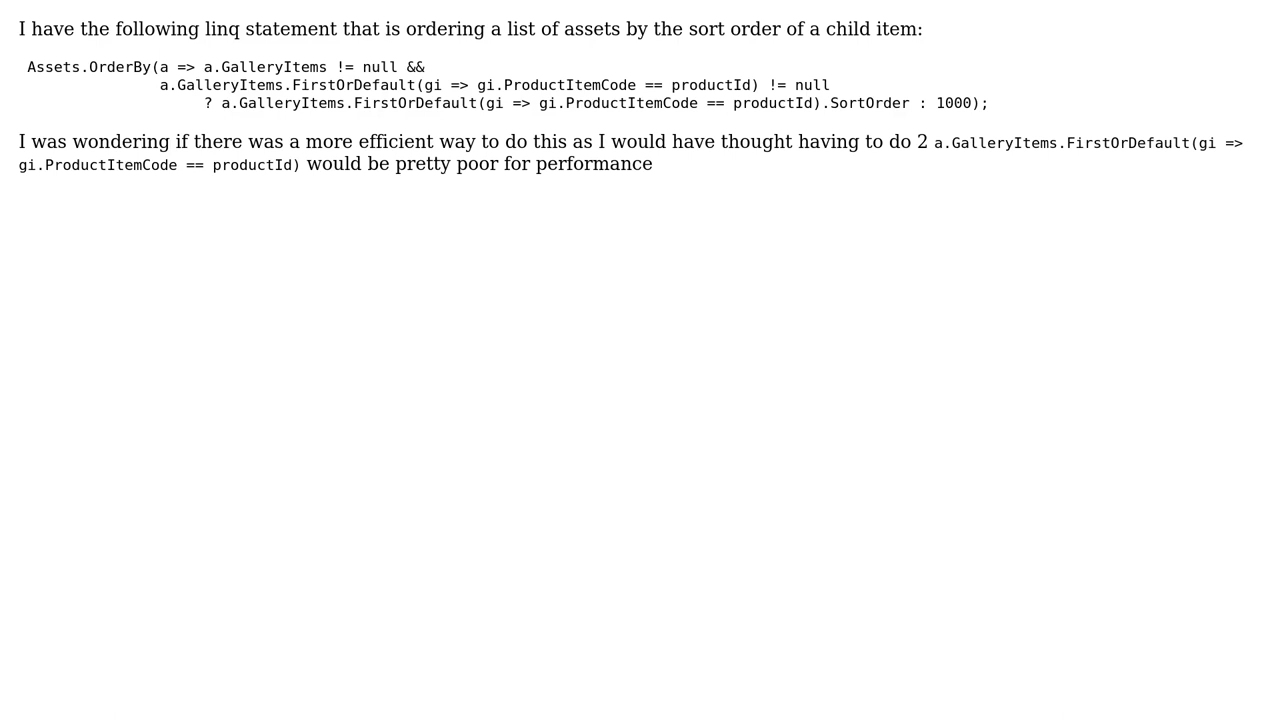 I have the following linq statement that is ordering a list of assets by the sort order of a child item:
Assets.OrderBy(a => a.GalleryItems != null &&
a.GalleryItems.FirstOrDefault(gi => gi.ProductItemCode == productId) != null
? a.GalleryItems.FirstOrDefault(gi => gi.ProductItemCode == productId).SortOrder : 1000);
I was wondering if there was a more efficient way to do this as I would have thought having to do 2 a.GalleryItems.FirstOrDefault(gi =>
gi.ProductItemCode == productId) would be pretty poor for performance